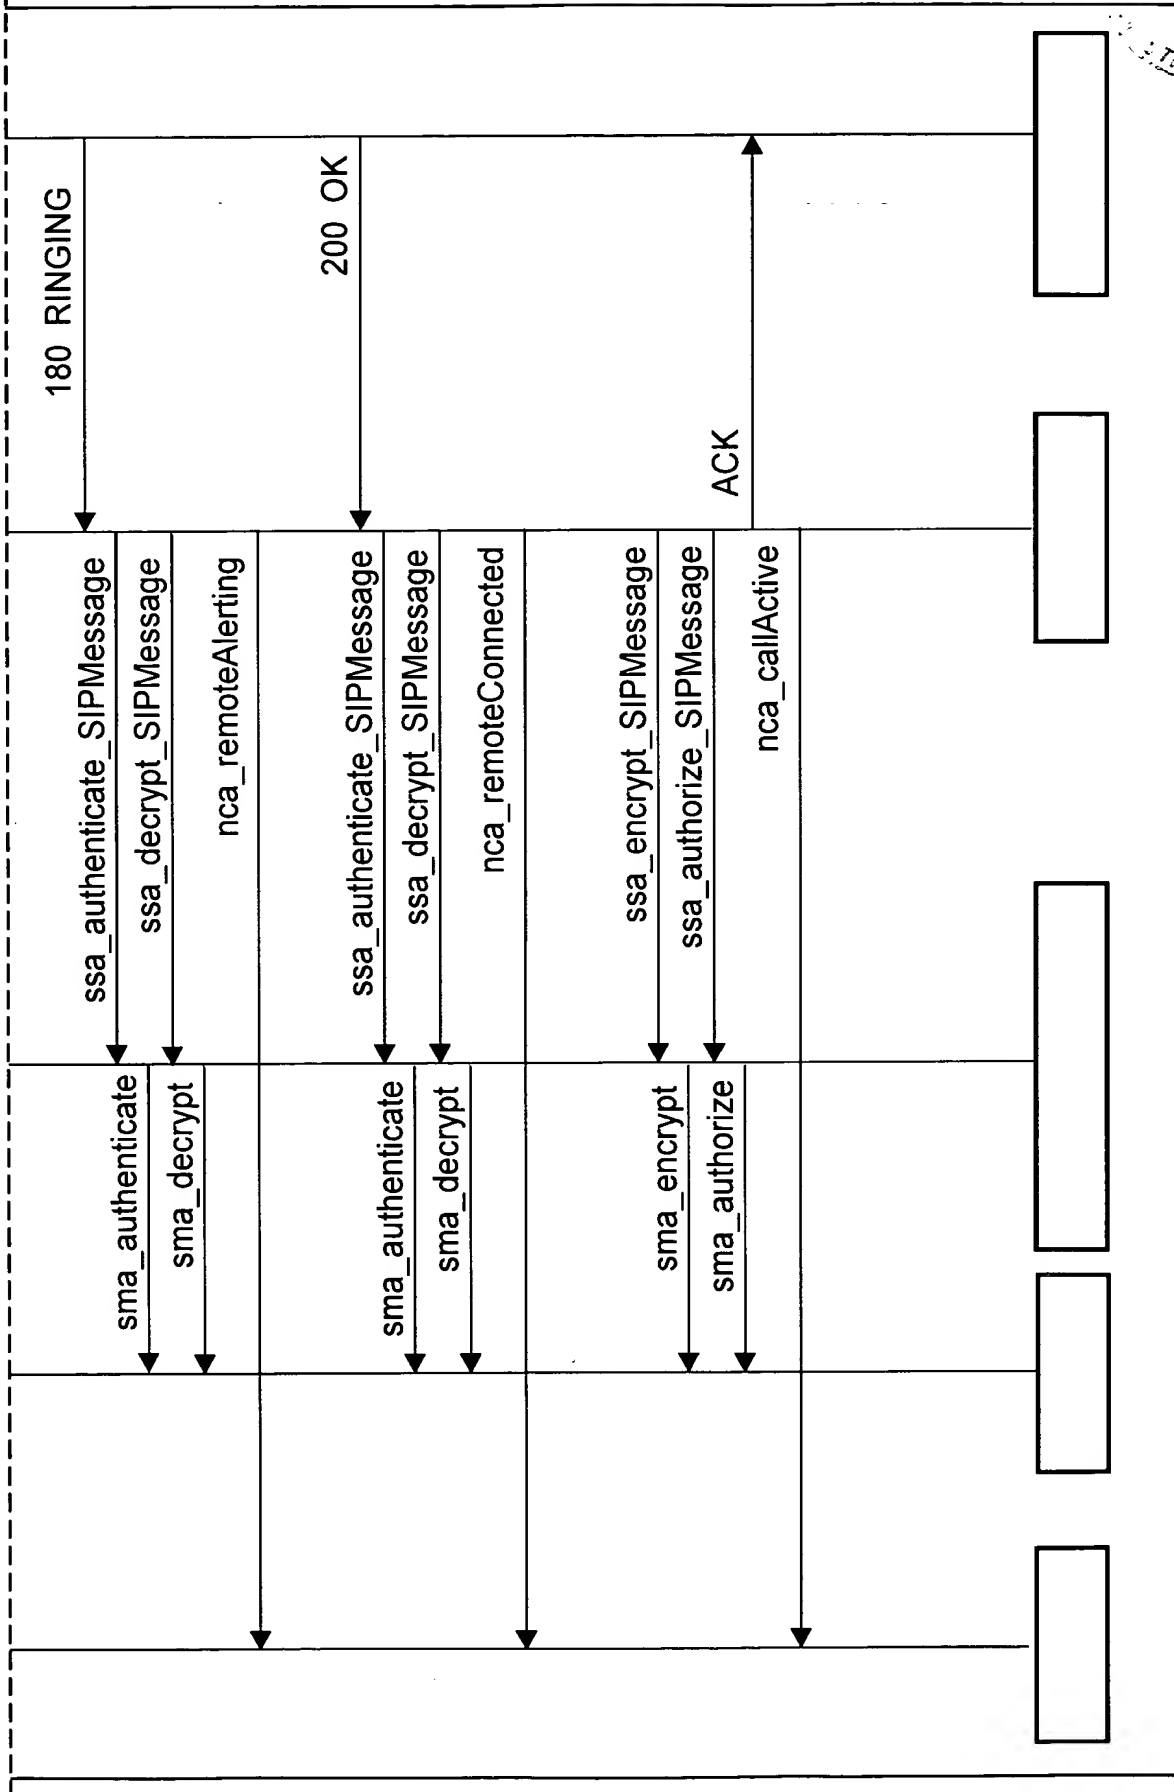 180 RINGING
ssa_authenticate_SIPMessage
sma_authenticate
ssa_decrypt_SIPMessage
sma_decrypt
nca_remoteAlerting
200 OK
ssa_authenticate_SIPMessage
sma_authenticate
ssa_decrypt_SIPMessage
sma_decrypt
nca_remoteConnected
ssa_encrypt_SIPMessage
sma_encrypt
ssa_authorize_SIPMessage
sma_authorize
ACK
nca_callActive